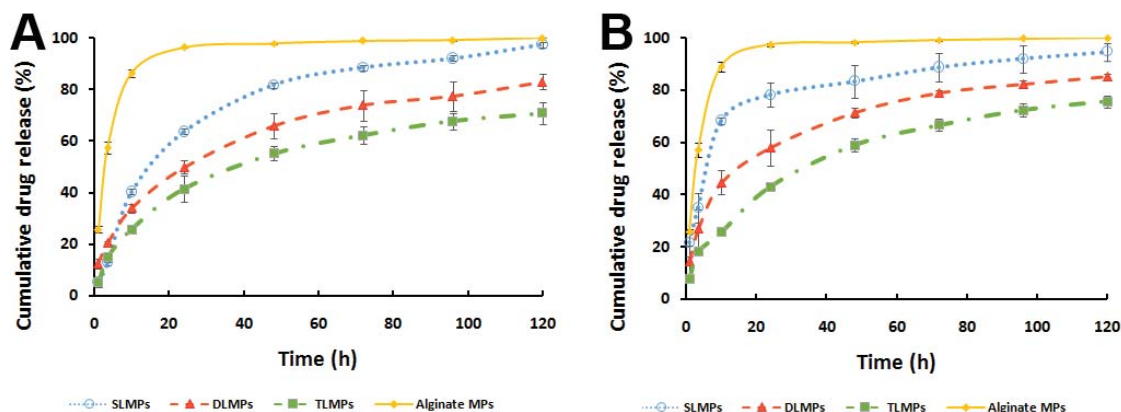 A
Cumulative drug release (%)
100
80
60
40
20
0
0 20 40 60 80 100 120
Time (h)
SLMPs DLMPs TLMPs Alginate MPs
B
Cumulative drug release (%)
100
80
60
40
20
0
0 20 40 60 80 100 120
Time (h)
SLMPs DLMPs TLMPs Alginate MPs